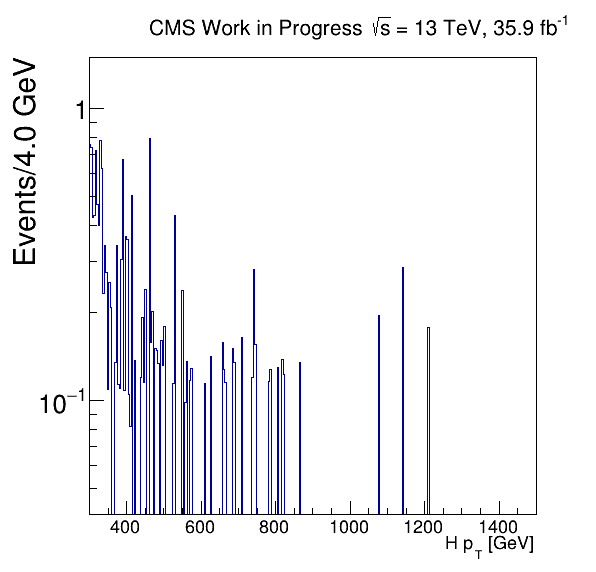 CMS Work in Progress √s = 13 TeV, 35.9 fb⁻¹
Events/4.0 GeV
1
10⁻¹
400 600 800 1000 1200 1400
H p_T [GeV]